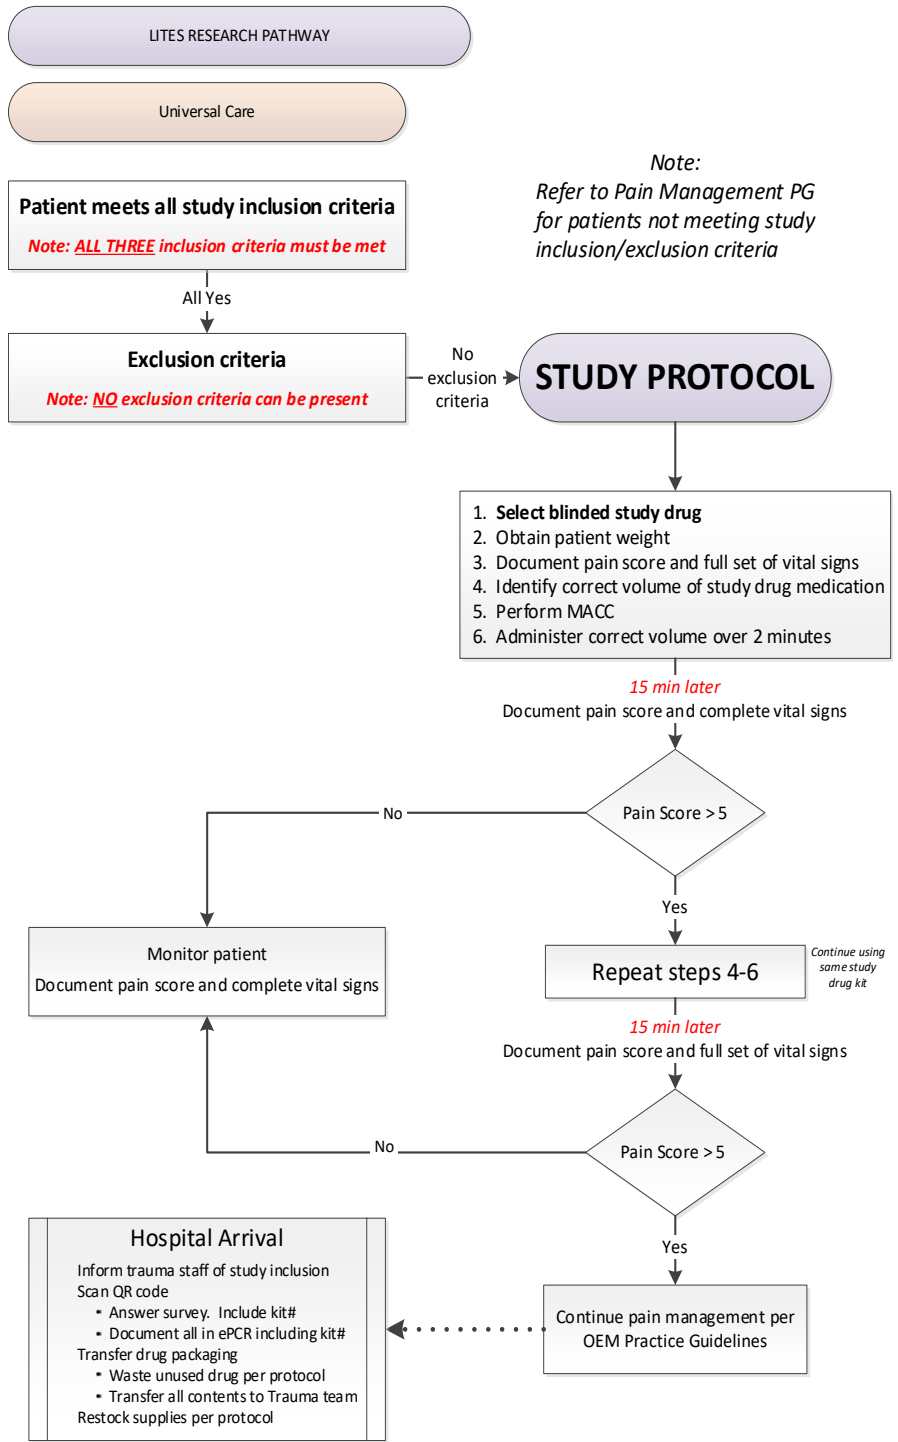 LITES RESEARCH PATHWAY
Universal Care
Patient meets all study inclusion criteria
Note: ALL THREE inclusion criteria must be met
Note:
Refer to Pain Management PG
for patients not meeting study
inclusion/exclusion criteria
All Yes
Exclusion criteria
Note: NO exclusion criteria can be present
No
exclusion
criteria
STUDY PROTOCOL
1. Select blinded study drug
2. Obtain patient weight
3. Document pain score and full set of vital signs
4. Identify correct volume of study drug medication
5. Perform MACC
6. Administer correct volume over 2 minutes
15 min later
Document pain score and complete vital signs
Pain Score > 5
No
Yes
Monitor patient
Document pain score and complete vital signs
Repeat steps 4-6
Continue using
same study
drug kit
15 min later
Document pain score and full set of vital signs
Pain Score > 5
No
Yes
Hospital Arrival
Inform trauma staff of study inclusion
Scan QR code
▪ Answer survey. Include kit#
▪ Document all in ePCR including kit#
Transfer drug packaging
▪ Waste unused drug per protocol
▪ Transfer all contents to Trauma team
Restock supplies per protocol
Continue pain management per
OEM Practice Guidelines